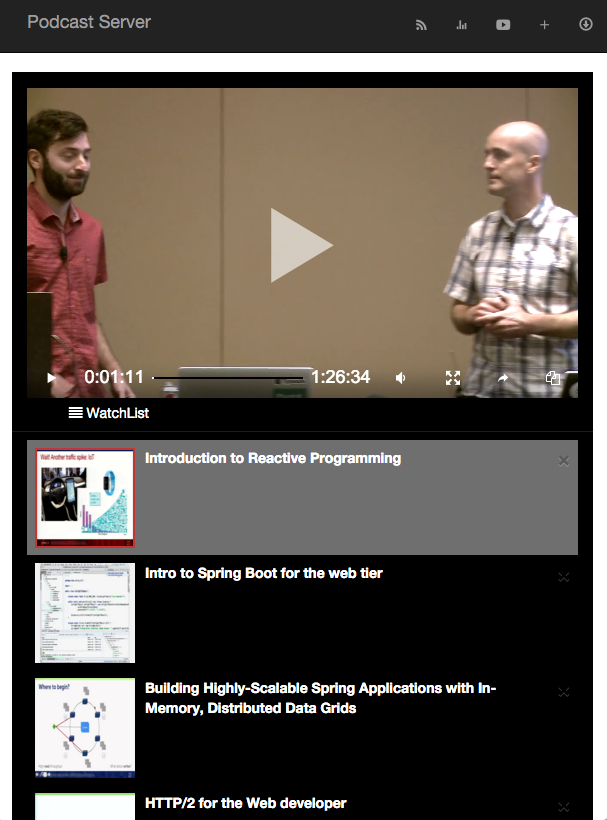 Podcast Server
0:01:11
1:26:34
WatchList
Wait! Another traffic spike: IoT
Introduction to Reactive Programming
Intro to Spring Boot for the web tier
Where to begin?
Building Highly-Scalable Spring Applications with In-
Memory, Distributed Data Grids
HTTP/2 for the Web developer